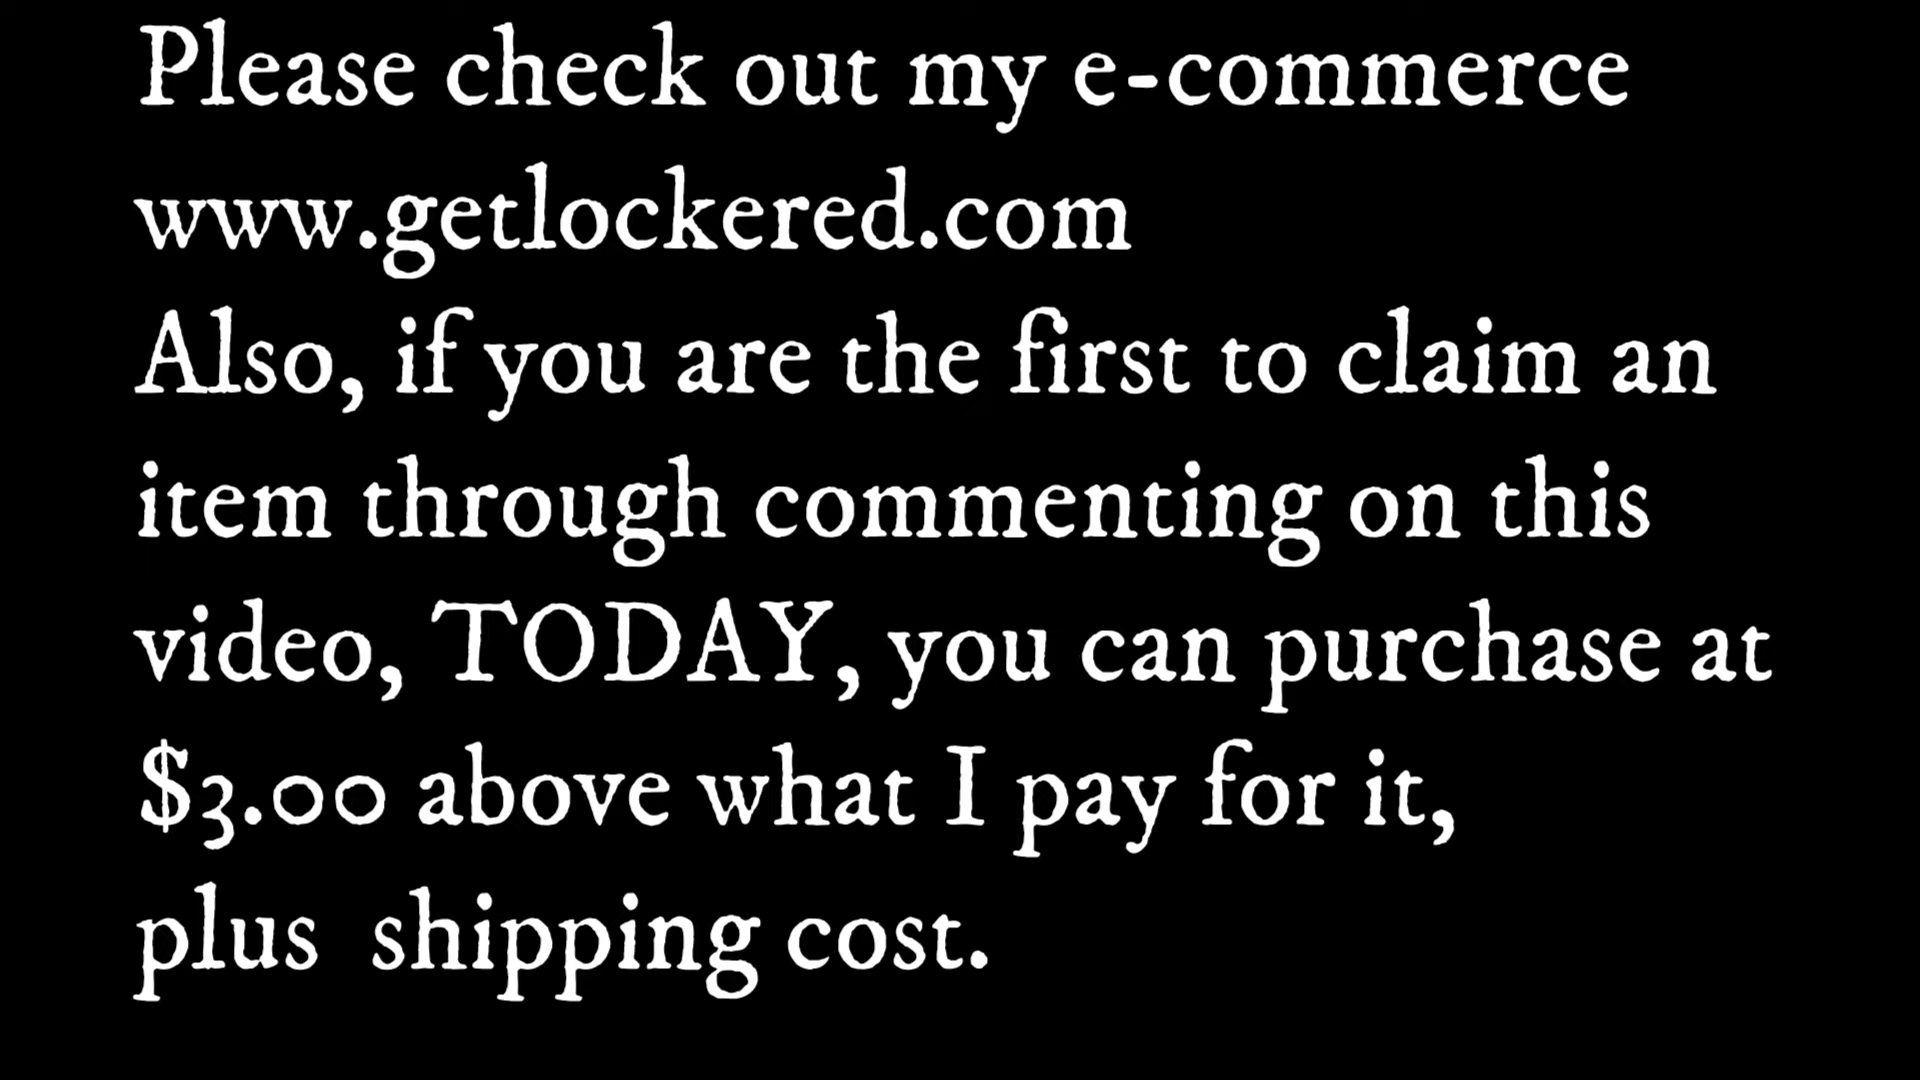 Please check out my e-commerce
www.getlockered.com
Also, if you are the first to claim an
item through commenting on this
video, TODAY, you can purchase at
$3.00 above what I pay for it,
plus  shipping cost.